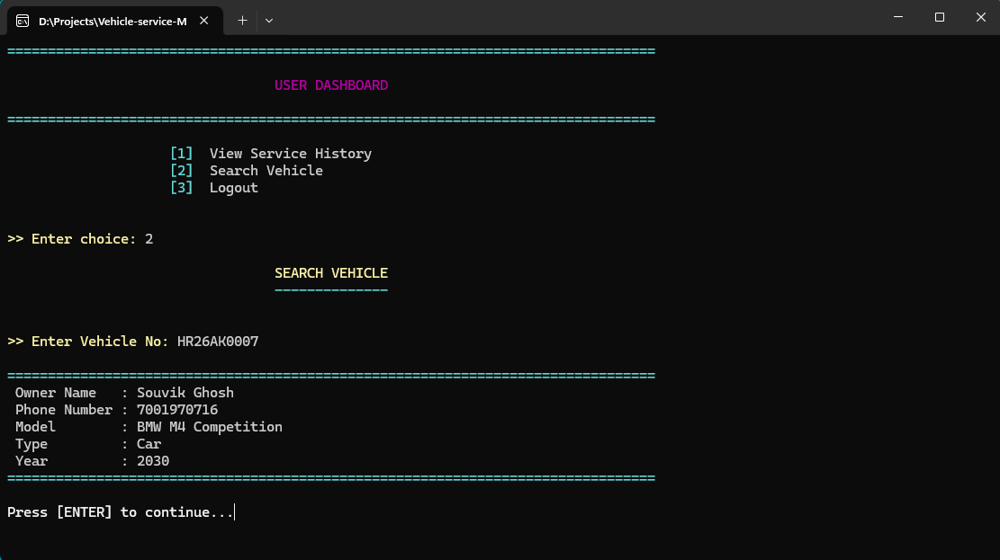 D:\Projects\Vehicle-service-M
================================================================================
USER DASHBOARD
================================================================================
[1]  View Service History
[2]  Search Vehicle
[3]  Logout
>> Enter choice: 2
SEARCH VEHICLE
--------------
>> Enter Vehicle No: HR26AK0007
================================================================================
Owner Name   : Souvik Ghosh
Phone Number : 7001970716
Model        : BMW M4 Competition
Type         : Car
Year         : 2030
================================================================================
Press [ENTER] to continue...